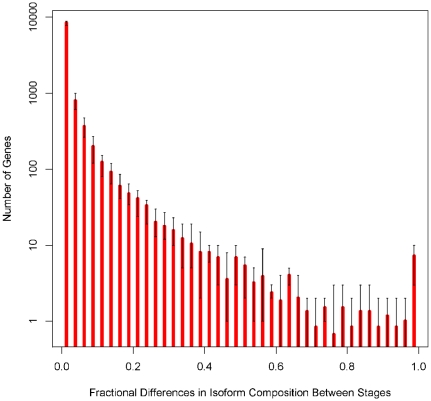 10000
1000
100
10
1
Number of Genes
0.0 0.2 0.4 0.6 0.8 1.0
Fractional Differences in Isoform Composition Between Stages